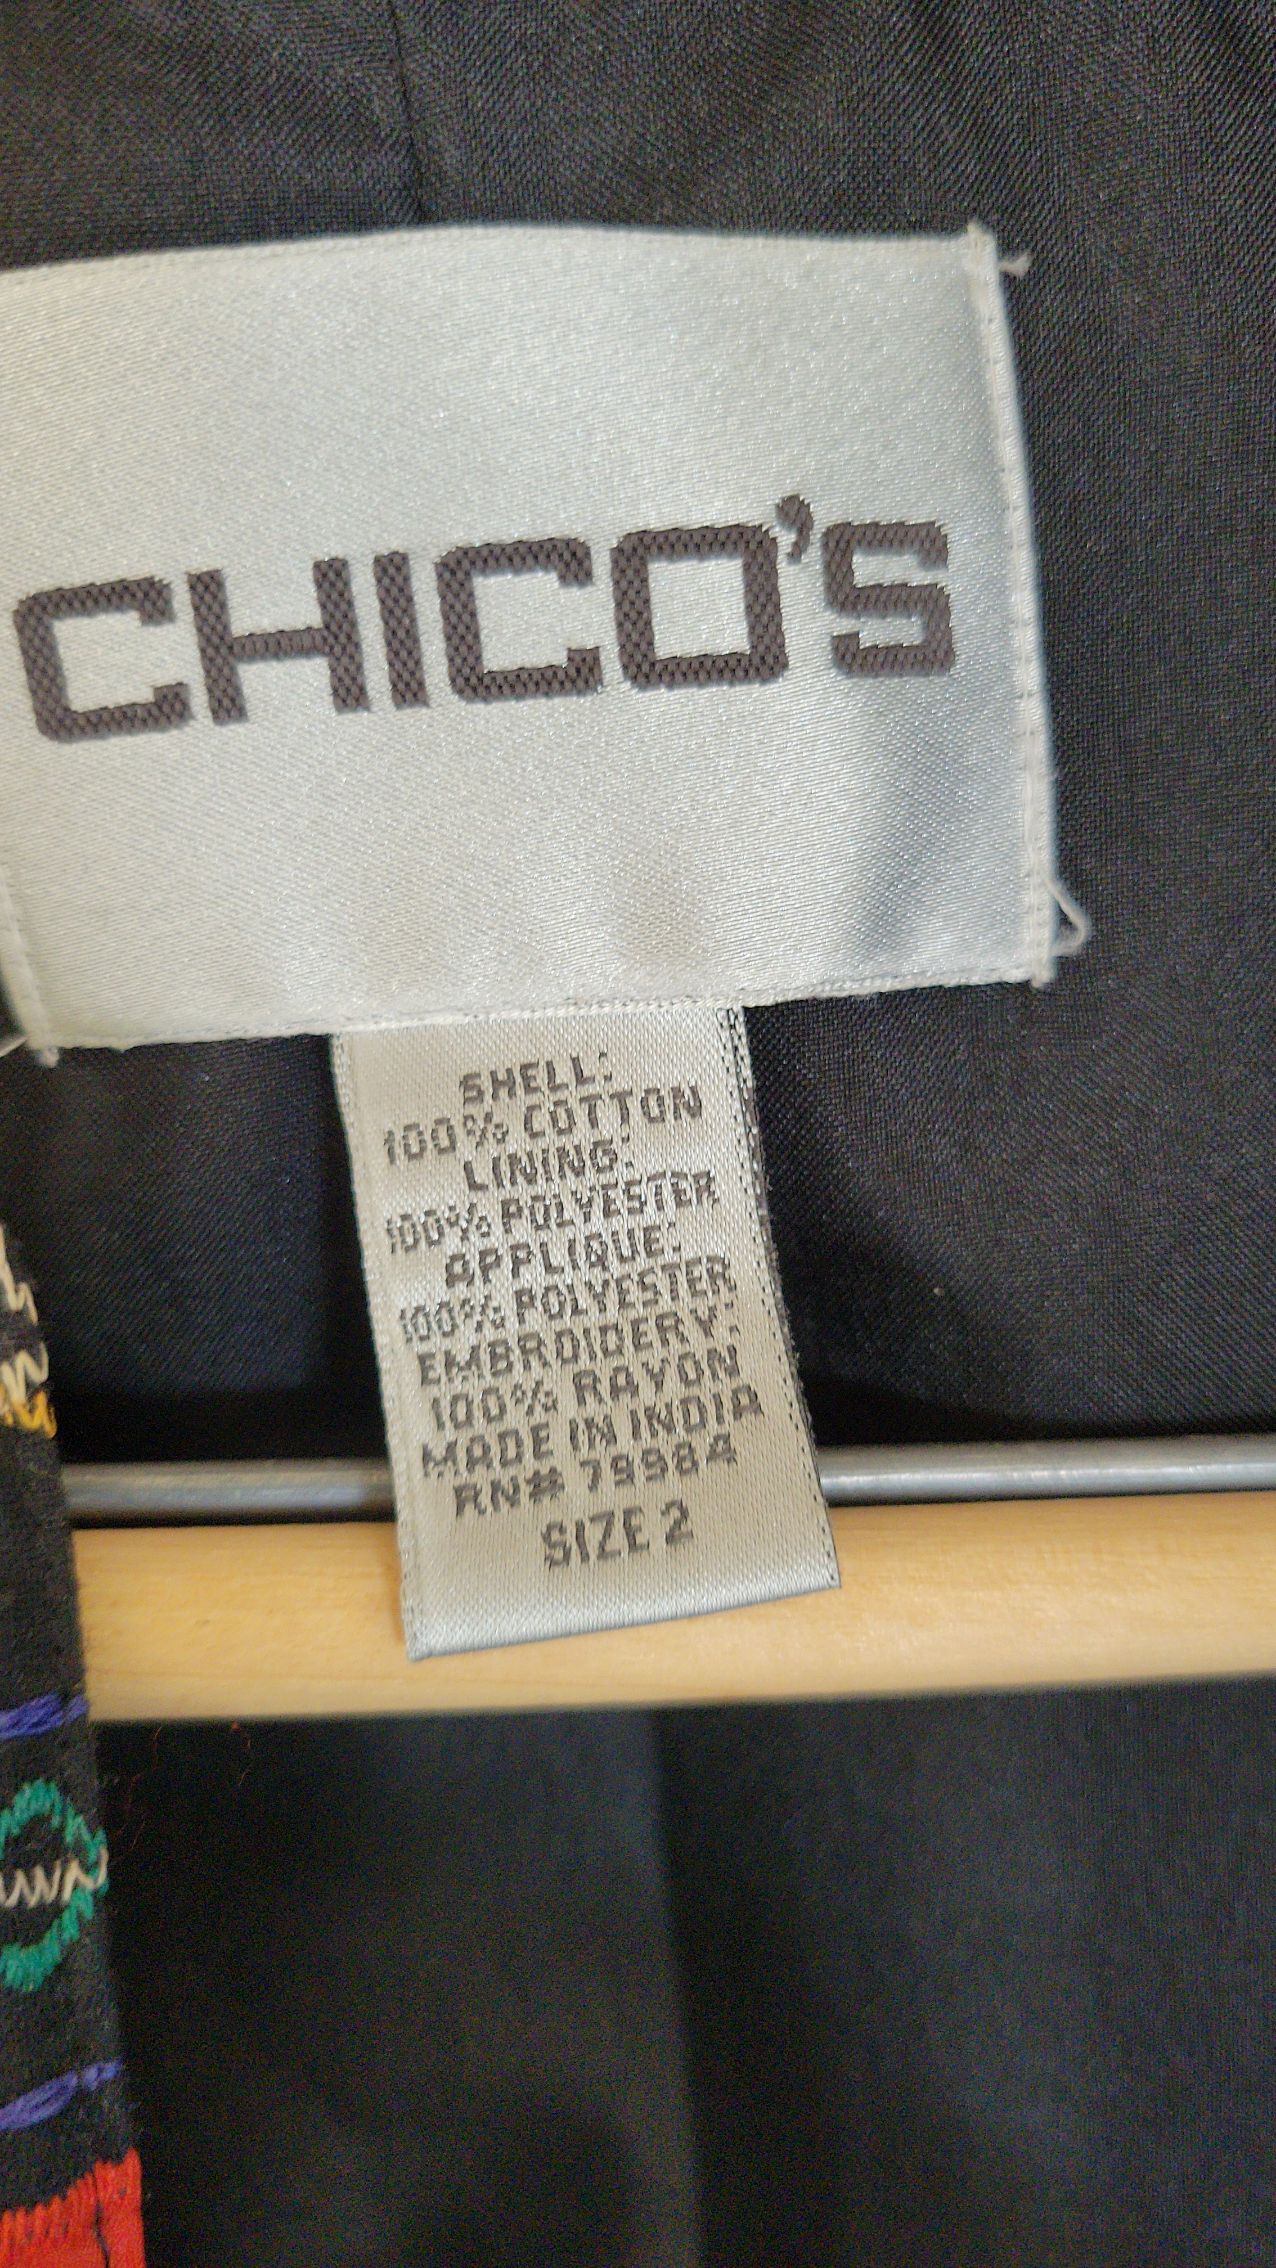 CHICO'S
SHELL:
100% COTTON
LINING:
100% POLYESTER
APPLIQUE:
100% POLYESTER
EMBROIDERY:
100% RAYON
MADE IN INDIA
RN# 79984
SIZE 2